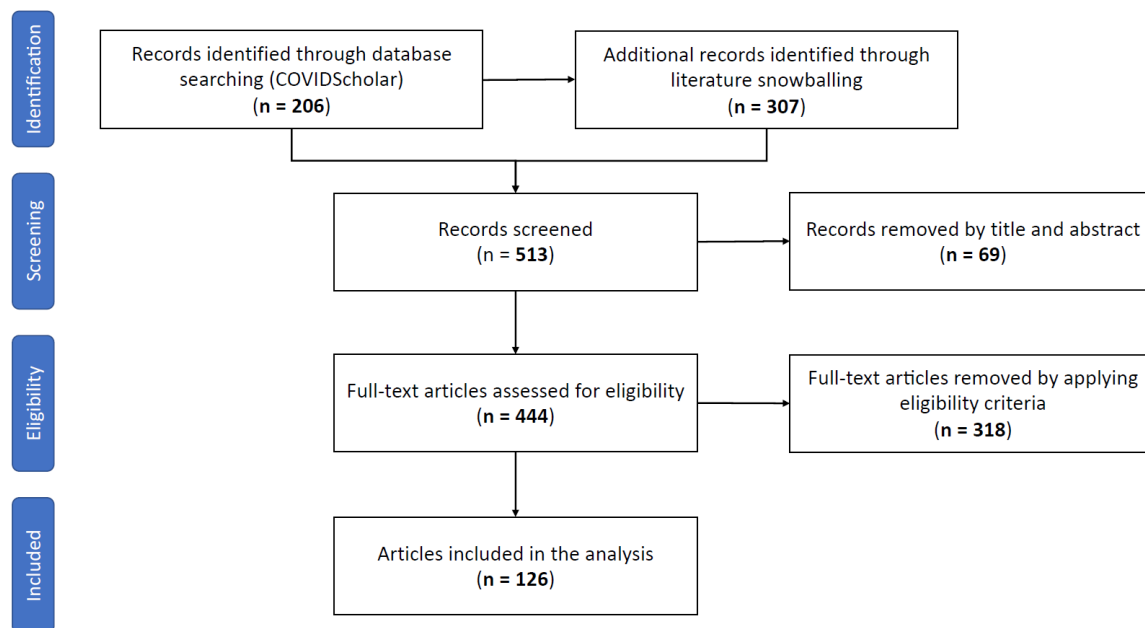 Identification
Records identified through database
searching (COVIDScholar)
(n = 206)
Additional records identified through
literature snowballing
(n = 307)
Screening
Records screened
(n = 513)
Records removed by title and abstract
(n = 69)
Eligibility
Full-text articles assessed for eligibility
(n = 444)
Full-text articles removed by applying
eligibility criteria
(n = 318)
Included
Articles included in the analysis
(n = 126)